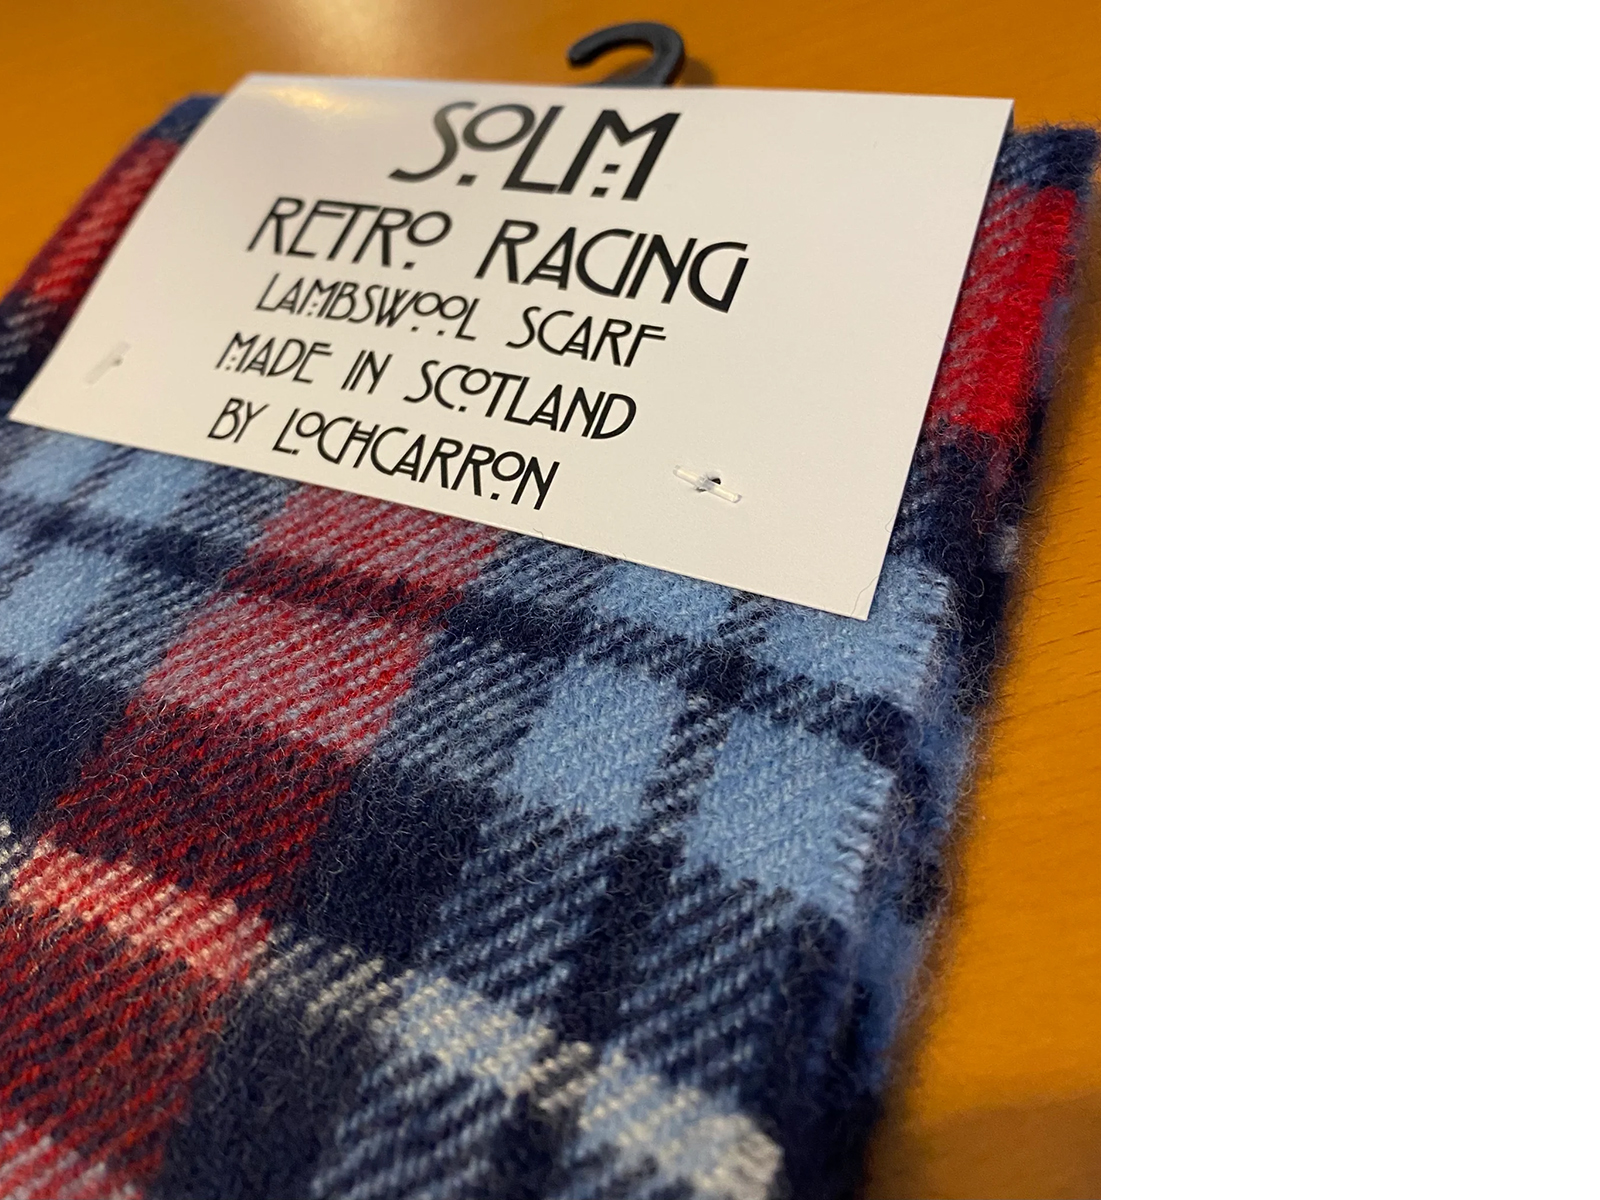 SOLM
RETRO RACING
LAMBSWOOL SCARF
MADE IN SCOTLAND
BY LOCHCARRON